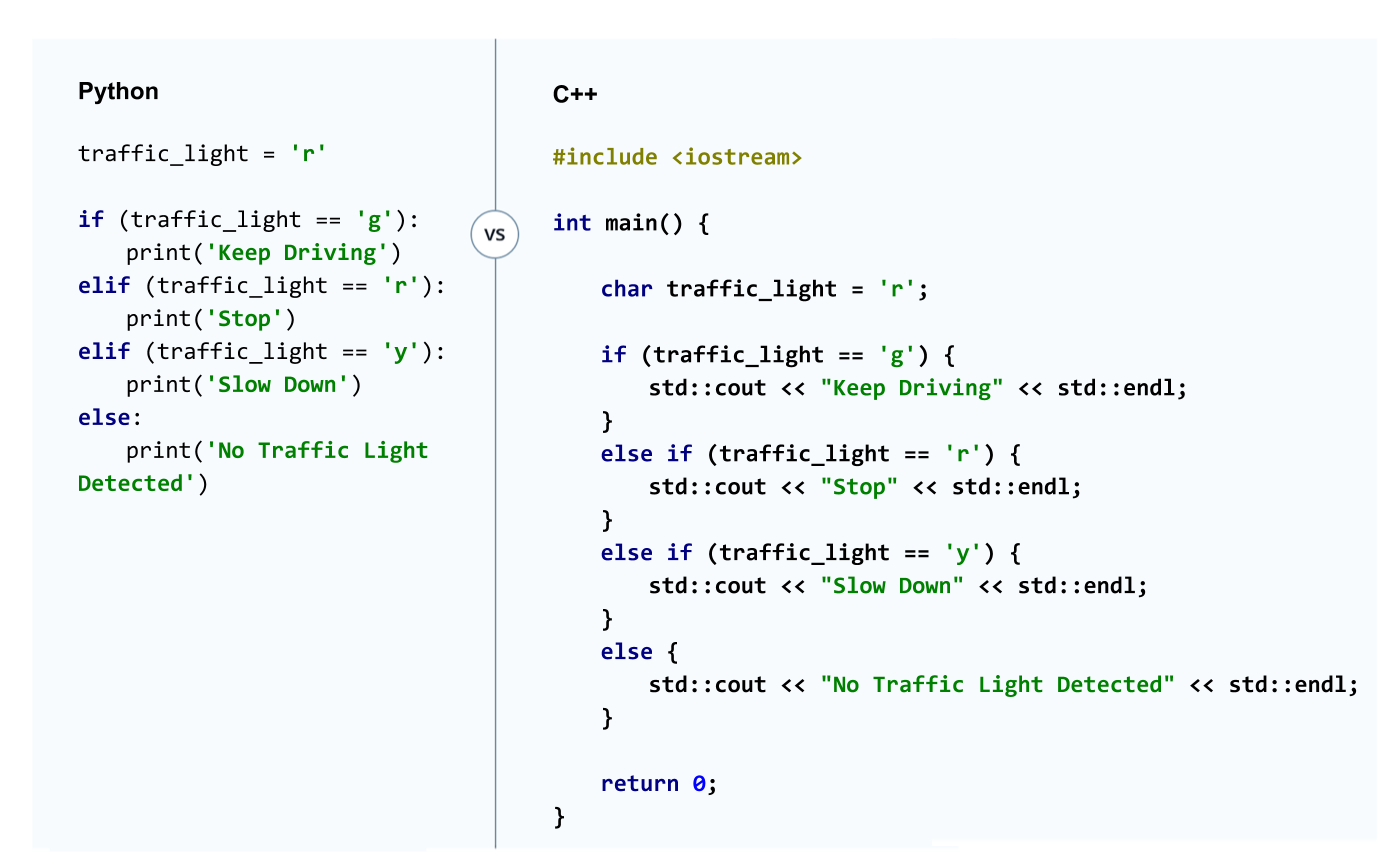 Python
traffic_light = 'r'
if (traffic_light == 'g'):
print('Keep Driving')
elif (traffic_light == 'r'):
print('Stop')
elif (traffic_light == 'y'):
print('Slow Down')
else:
print('No Traffic Light
Detected')
VS
C++
#include <iostream>
int main() {
char traffic_light = 'r';
if (traffic_light == 'g') {
std::cout << "Keep Driving" << std::endl;
}
else if (traffic_light == 'r') {
std::cout << "Stop" << std::endl;
}
else if (traffic_light == 'y') {
std::cout << "Slow Down" << std::endl;
}
else {
std::cout << "No Traffic Light Detected" << std::endl;
}
return 0;
}